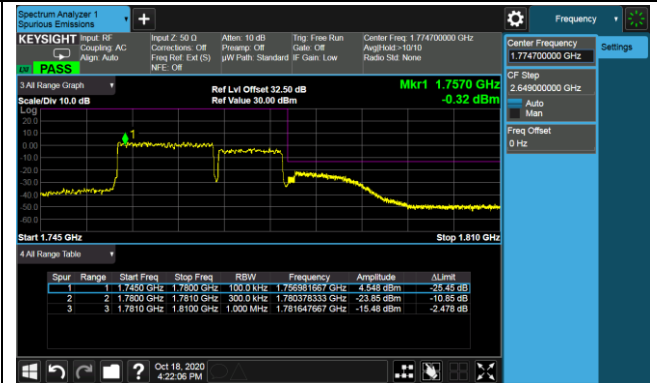 Spectrum Analyzer 1
Spurious Emissions
Frequency
KEYSIGHT Input: RF Input Z: 50 Ω Atten: 10 dB Trig: Free Run Center Freq: 1.774700000 GHz
Coupling: AC Corrections: Off Preamp: Off Gate: Off Avg|Hold:>10/10
Align: Auto Freq Ref: Ext (S) µW Path: Standard IF Gain: Low Radio Std: None
NFE: Off
PASS
Center Frequency
1.774700000 GHz
Settings
CF Step
2.649000000 GHz
Auto
Man
Freq Offset
0 Hz
3 All Range Graph
Ref Lvl Offset 32.50 dB
Mkr1 1.7570 GHz
Scale/Div 10.0 dB
Ref Value 30.00 dBm
-0.32 dBm
Log
20.0
10.0
0.00
-10.0
-20.0
-30.0
-40.0
-50.0
-60.0
1
Start 1.745 GHz
Stop 1.810 GHz
4 All Range Table
Spur Range Start Freq Stop Freq RBW Frequency Amplitude ΔLimit
1 1 1.7450 GHz 1.7800 GHz 100.0 kHz 1.756981667 GHz 4.548 dBm -25.45 dB
2 2 1.7800 GHz 1.7810 GHz 300.0 kHz 1.780378333 GHz -23.85 dBm -10.85 dB
3 3 1.7810 GHz 1.8100 GHz 1.000 MHz 1.781647667 GHz -15.48 dBm -2.478 dB
Oct 18, 2020
4:22:06 PM